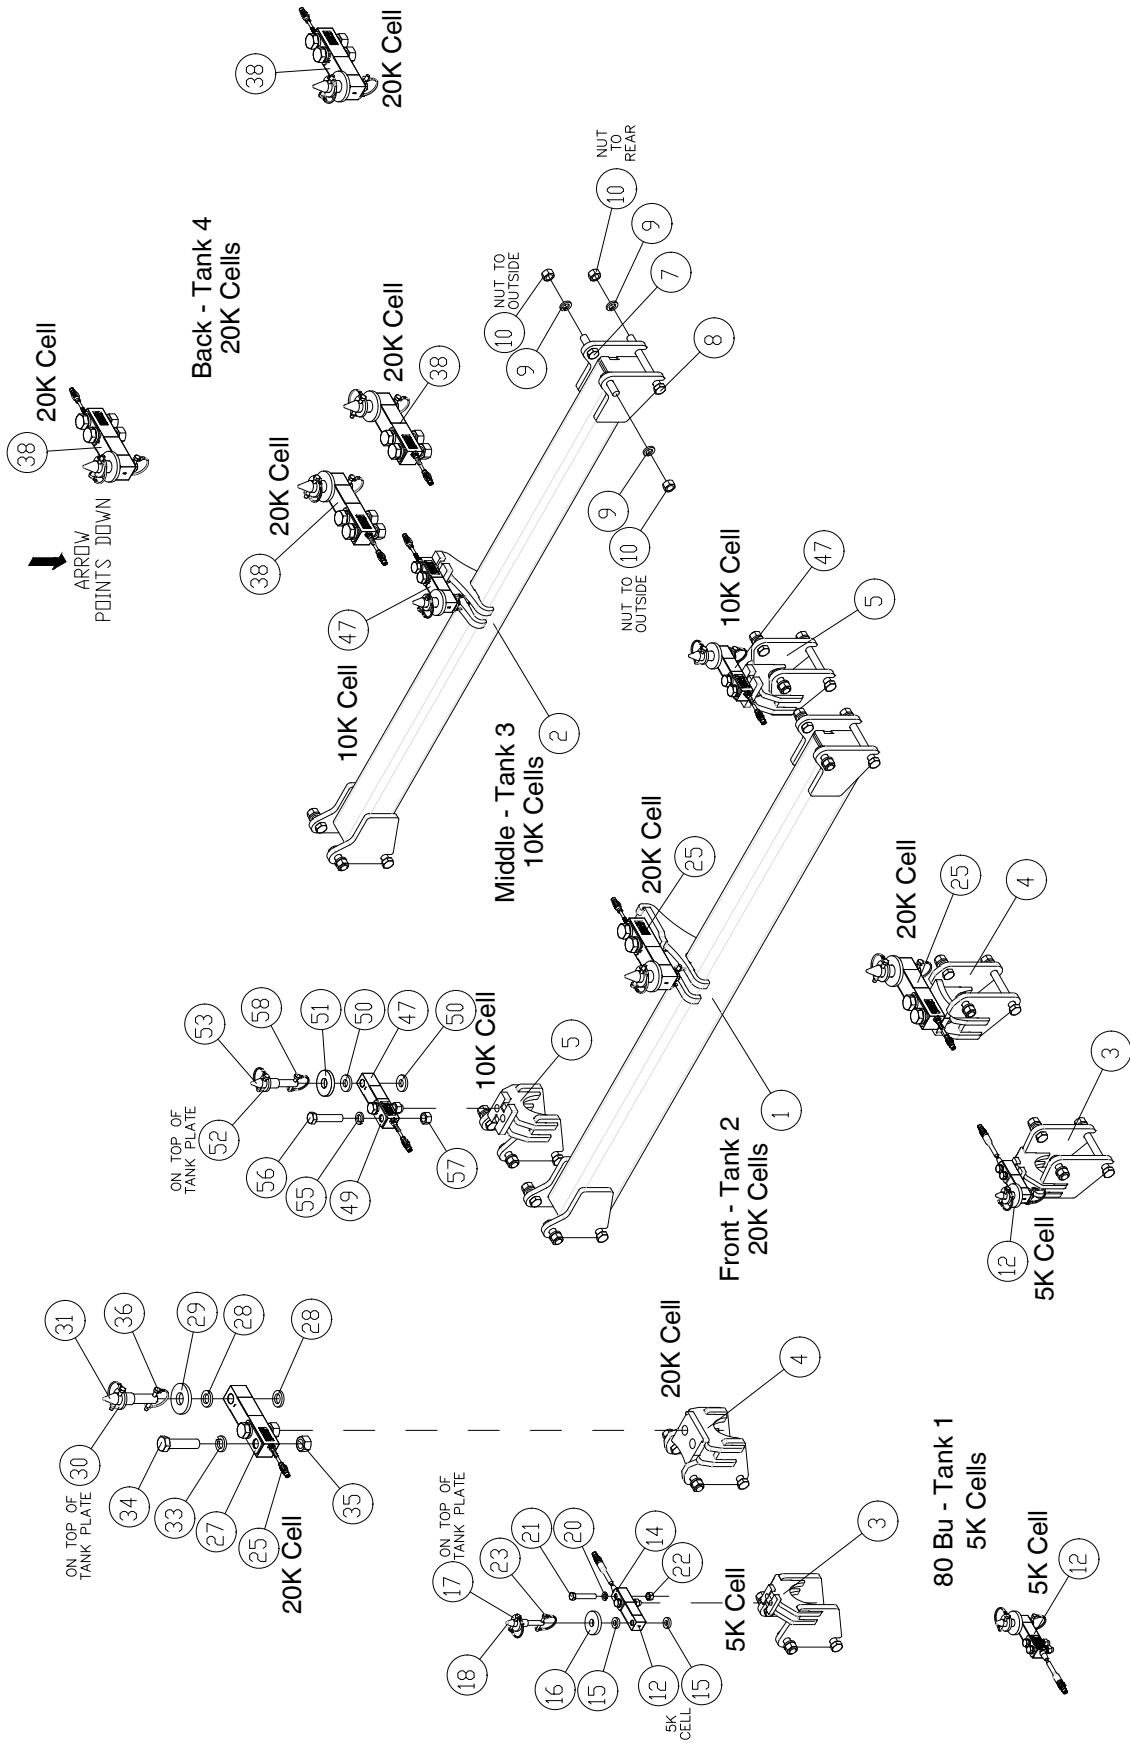 38
20K Cell
38
20K Cell
ARROW
POINTS DOWN
Back - Tank 4
20K Cells
20K Cell
38
20K Cell
38
47
10K Cell
Middle - Tank 3
10K Cells
2
10
NUT TO
OUTSIDE
9
10
NUT
TO
REAR
9
7
8
9
10
NUT TO
OUTSIDE
10K Cell
47
5
20K Cell
25
20K Cell
25
4
3
12
5K Cell
1
Front - Tank 2
20K Cells
ON TOP OF
TANK PLATE
53
52
58
51
50
47
50
56
55
49
57
10K Cell
5
ON TOP OF
TANK PLATE
31
30
36
29
28
28
34
33
27
25
35
20K Cell
20K Cell
4
ON TOP OF
TANK PLATE
17
18
23
21
20
14
22
16
15
12
15
5K
CELL
5K Cell
3
80 Bu - Tank 1
5K Cells
5K Cell
12